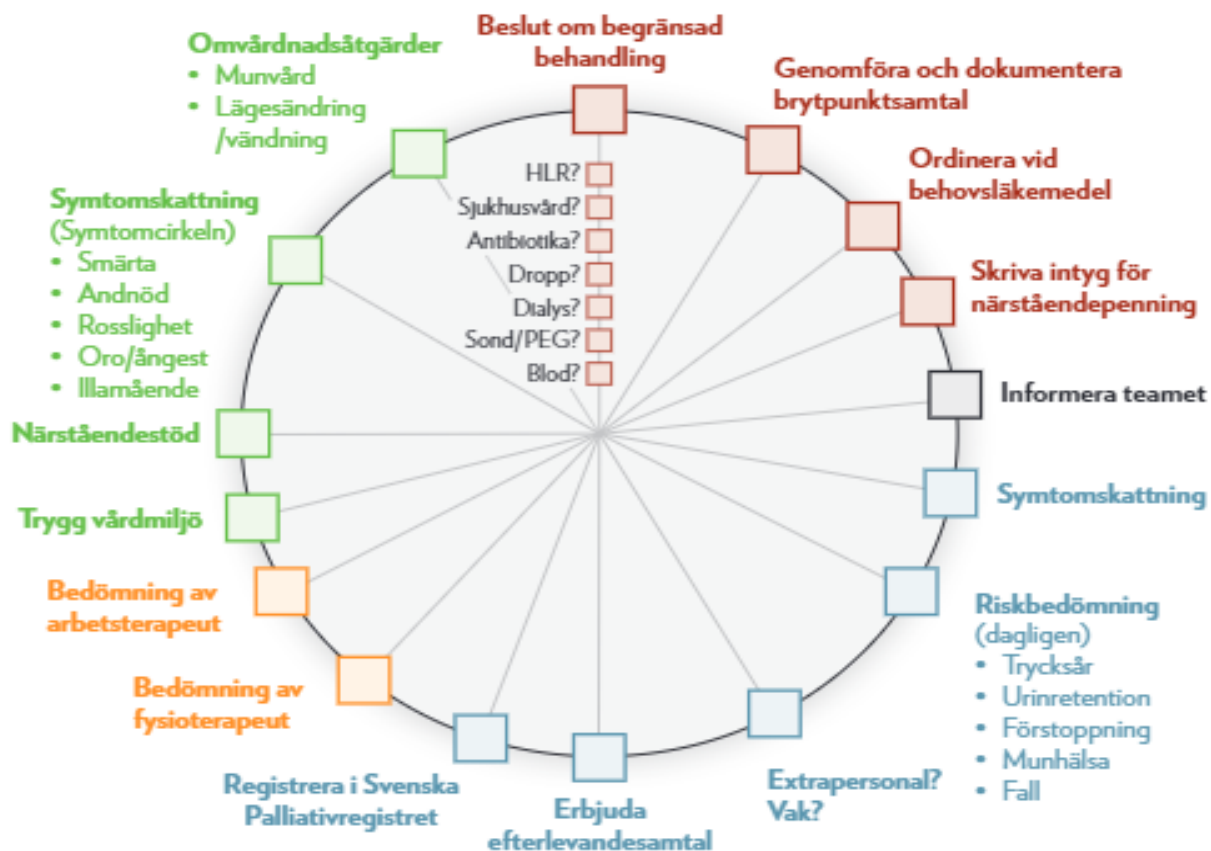 Beslut om begränsad
behandling
HLR?
Sjukhusvård?
Antibiotika?
Dropp?
Dialys?
Sond/PEG?
Blod?
Genomföra och dokumentera
brytpunktsamtal
Ordinera vid
behovsläkemedel
Skriva intyg för
närståendepenning
Informera teamet
Symtomskattning
Riskbedömning
(dagligen)
• Trycksår
• Urinretention
• Förstoppning
• Munhälsa
• Fall
Extrapersonal?
Vak?
Erbjuda
efterlevandesamtal
Registrera i Svenska
Palliativregistret
Bedömning av
fysioterapeut
Bedömning av
arbetsterapeut
Trygg vårdmiljö
Närståendestöd
Symtomskattning
(Symtomcirkeln)
• Smärta
• Andnöd
• Rosslighet
• Oro/ångest
• Illamående
Omvårdnadsåtgärder
• Munvård
• Lägesändring
/vändning